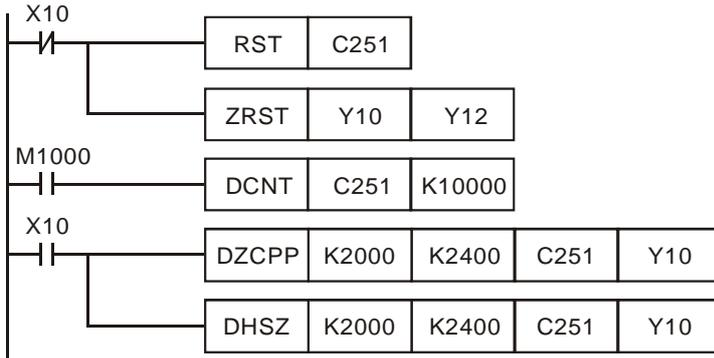 X10
RST C251
ZRST Y10 Y12
M1000
DCNT C251 K10000
X10
DZCPP K2000 K2400 C251 Y10
DHSZ K2000 K2400 C251 Y10